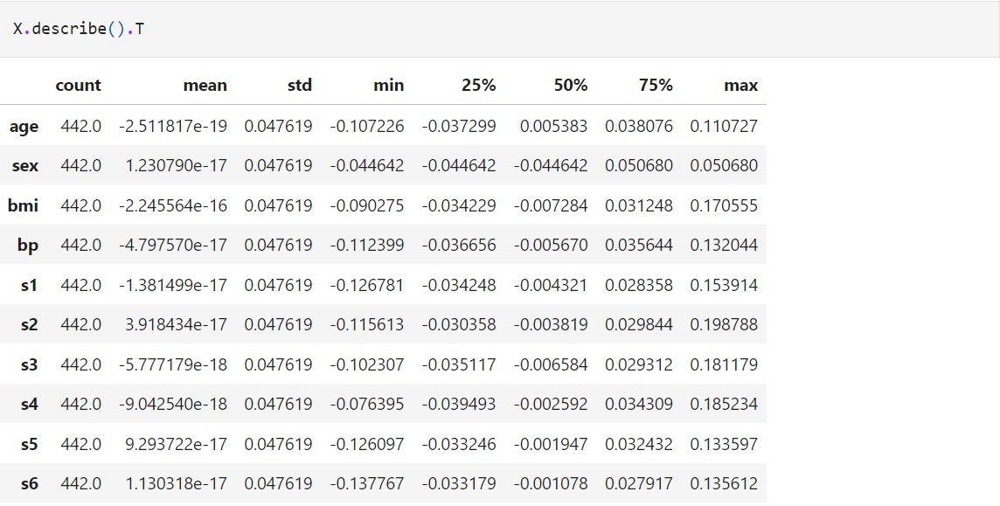 X.describe().T
count mean std min 25% 50% 75% max
age 442.0 -2.511817e-19 0.047619 -0.107226 -0.037299 0.005383 0.038076 0.110727
sex 442.0 1.230790e-17 0.047619 -0.044642 -0.044642 -0.044642 0.050680 0.050680
bmi 442.0 -2.245564e-16 0.047619 -0.090275 -0.034229 -0.007284 0.031248 0.170555
bp 442.0 -4.797570e-17 0.047619 -0.112399 -0.036656 -0.005670 0.035644 0.132044
s1 442.0 -1.381499e-17 0.047619 -0.126781 -0.034248 -0.004321 0.028358 0.153914
s2 442.0 3.918434e-17 0.047619 -0.115613 -0.030358 -0.003819 0.029844 0.198788
s3 442.0 -5.777179e-18 0.047619 -0.102307 -0.035117 -0.006584 0.029312 0.181179
s4 442.0 -9.042540e-18 0.047619 -0.076395 -0.039493 -0.002592 0.034309 0.185234
s5 442.0 9.293722e-17 0.047619 -0.126097 -0.033246 -0.001947 0.032432 0.133597
s6 442.0 1.130318e-17 0.047619 -0.137767 -0.033179 -0.001078 0.027917 0.135612